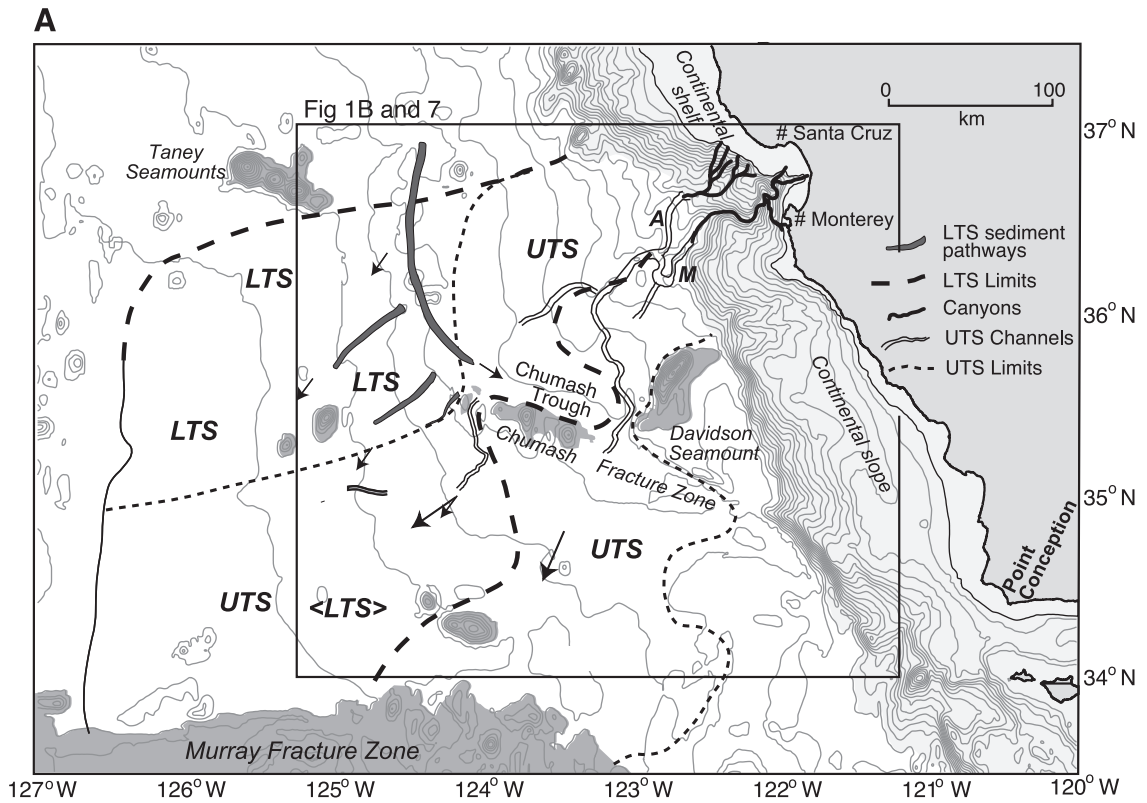 A
Fig 1B and 7
Continental
shelf
0
100
km
37° N
# Santa Cruz
Taney
Seamounts
A
# Monterey
LTS sediment
pathways
UTS
LTS
M
LTS Limits
Canyons
36° N
UTS Channels
UTS Limits
LTS
Chumash
Trough
Continental slope
LTS
Chumash
Fracture Zone
Davidson
Seamount
35° N
UTS
Point
Conception
UTS
<LTS>
34° N
Murray Fracture Zone
127° W
126° W
125° W
124° W
123° W
122° W
121° W
120° W